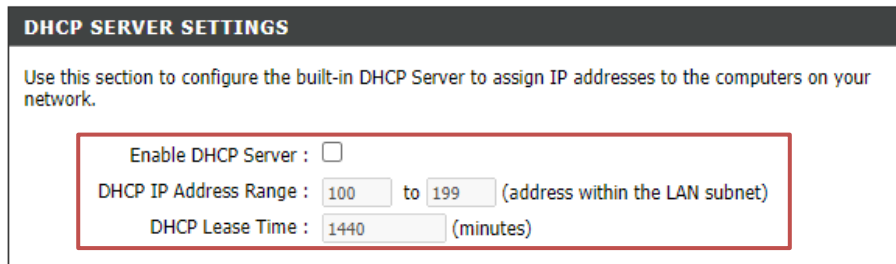 DHCP SERVER SETTINGS
Use this section to configure the built-in DHCP Server to assign IP addresses to the computers on your
network.
Enable DHCP Server :
DHCP IP Address Range : 100 to 199 (address within the LAN subnet)
DHCP Lease Time : 1440 (minutes)